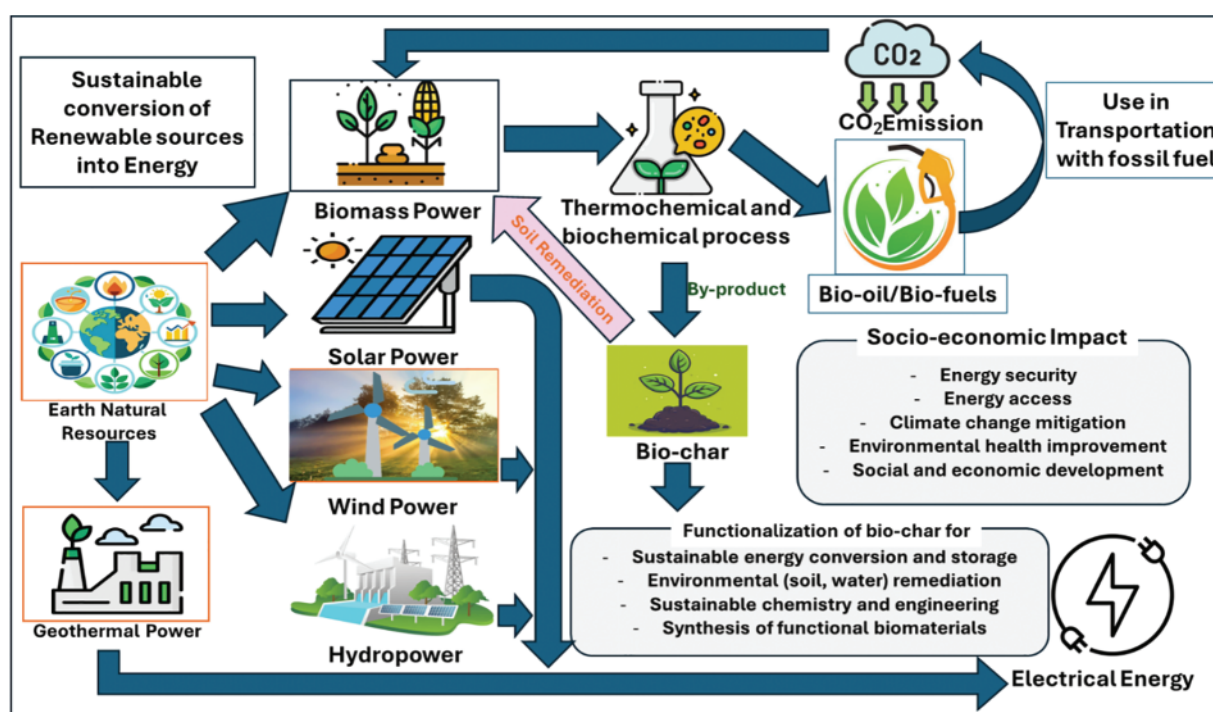 Sustainable
conversion of
Renewable sources
into Energy
Biomass Power
Thermochemical and
biochemical process
CO₂
CO₂Emission
Use in
Transportation
with fossil fuel
Bio-oil/Bio-fuels
Soil Remediation
By-product
Earth Natural
Resources
Solar Power
Wind Power
Hydropower
Geothermal Power
Bio-char
Socio-economic Impact
- Energy security
- Energy access
- Climate change mitigation
- Environmental health improvement
- Social and economic development
Functionalization of bio-char for
- Sustainable energy conversion and storage
- Environmental (soil, water) remediation
- Sustainable chemistry and engineering
- Synthesis of functional biomaterials
Electrical Energy